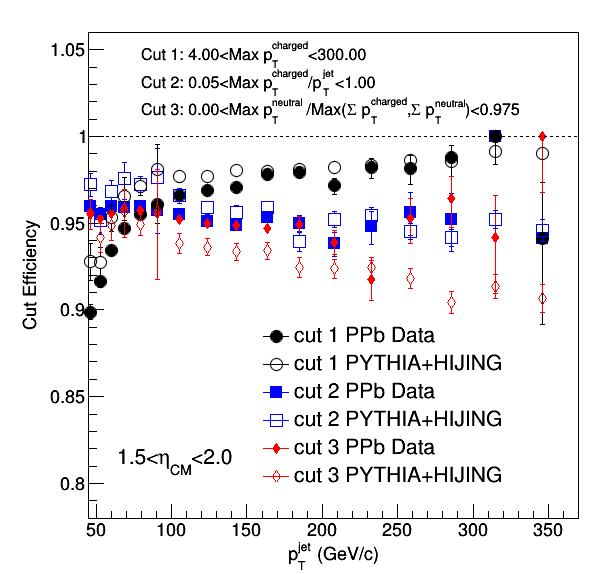 Cut 1: 4.00<Max p_T^charged<300.00
Cut 2: 0.05<Max p_T^charged/p_T^jet<1.00
Cut 3: 0.00<Max p_T^neutral/Max(Σ p_T^charged,Σ p_T^neutral)<0.975
1.05
1
0.95
0.9
0.85
0.8
Cut Efficiency
cut 1 PPb Data
cut 1 PYTHIA+HIJING
cut 2 PPb Data
cut 2 PYTHIA+HIJING
cut 3 PPb Data
cut 3 PYTHIA+HIJING
1.5<η_CM<2.0
50 100 150 200 250 300 350
p_T^jet (GeV/c)